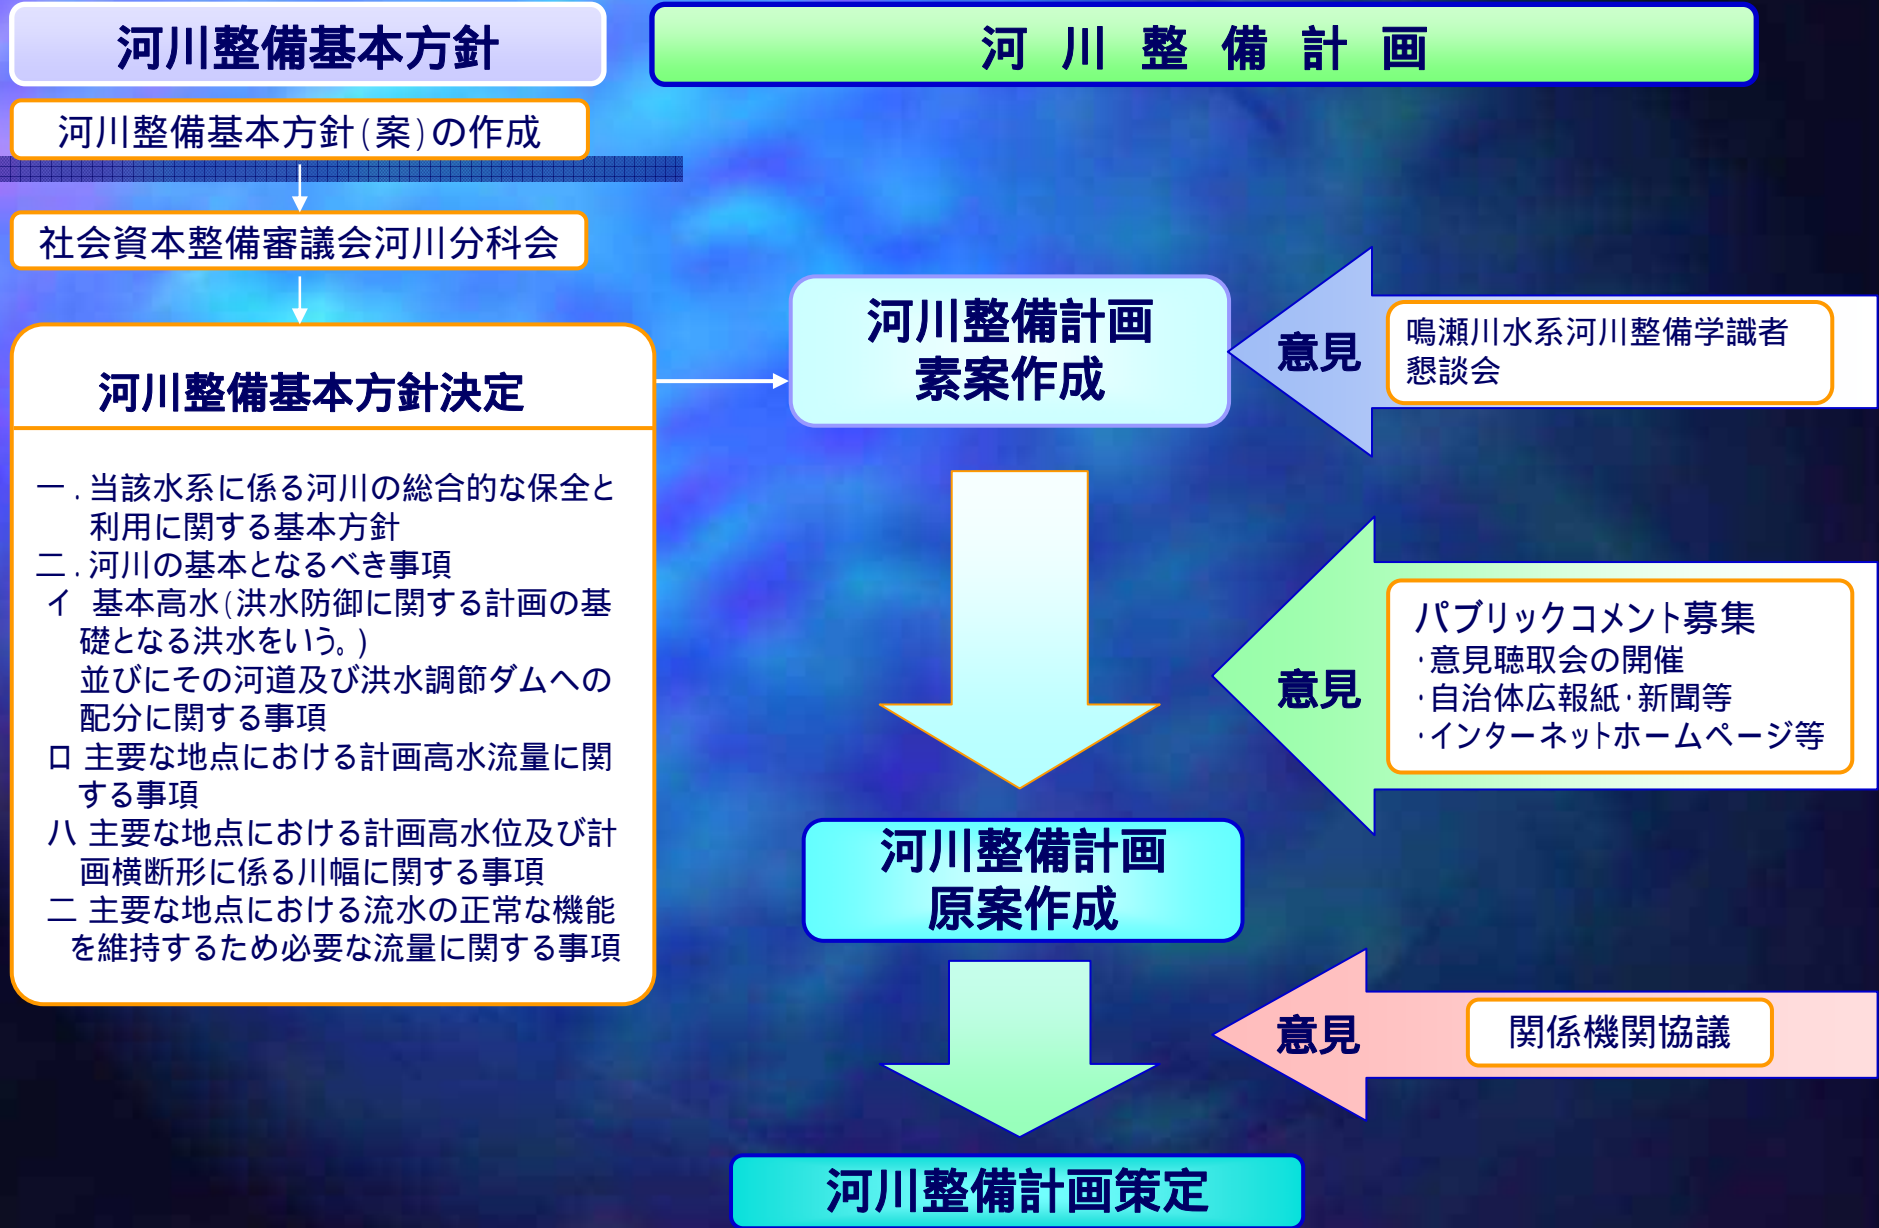 河川整備基本方針
河川整備計画
河川整備基本方針(案)の作成
社会資本整備審議会河川分科会
河川整備基本方針決定
一．当該水系に係る河川の総合的な保全と
利用に関する基本方針
二．河川の基本となるべき事項
イ 基本高水(洪水防御に関する計画の基
礎となる洪水をいう。)
並びにその河道及び洪水調節ダムへの
配分に関する事項
ロ 主要な地点における計画高水流量に関
する事項
ハ 主要な地点における計画高水位及び計
画横断形に係る川幅に関する事項
ニ 主要な地点における流水の正常な機能
を維持するため必要な流量に関する事項
河川整備計画
素案作成
意見
鳴瀬川水系河川整備学識者
懇談会
意見
パブリックコメント募集
・意見聴取会の開催
・自治体広報紙・新聞等
・インターネットホームページ等
河川整備計画
原案作成
意見
関係機関協議
河川整備計画策定